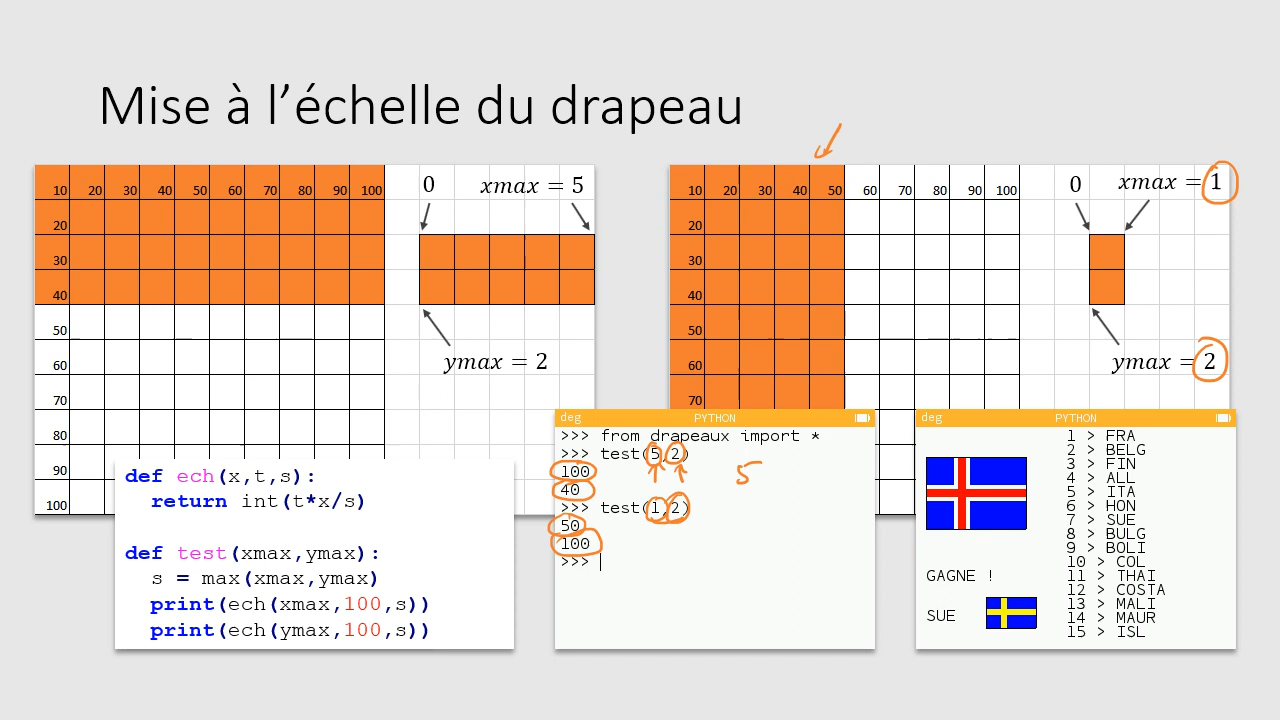 Mise à l’échelle du drapeau
10 20 30 40 50 60 70 80 90 100
20
30
40
50
60
80
90
100
0
xmax = 5
ymax = 2
10 20 30 40 50 60 70 80 90 100
20
30
40
50
60
70
0
xmax = 1
ymax = 2
def ech(x,t,s):
return int(t*x/s)
def test(xmax,ymax):
s = max(xmax,ymax)
print(ech(xmax,100,s))
print(ech(ymax,100,s))
deg PYTHON
>>> from drapeaux import *
>>> test(5,2)
100
40
>>> test(1,2)
50
100
>>>
5
deg PYTHON
GAGNE !
SUE
1 > FRA
2 > BELG
3 > FIN
4 > ALL
5 > ITA
6 > HON
7 > SUE
8 > BULG
9 > BOLI
10 > COL
11 > THAI
12 > COSTA
13 > MALI
14 > MAUR
15 > ISL